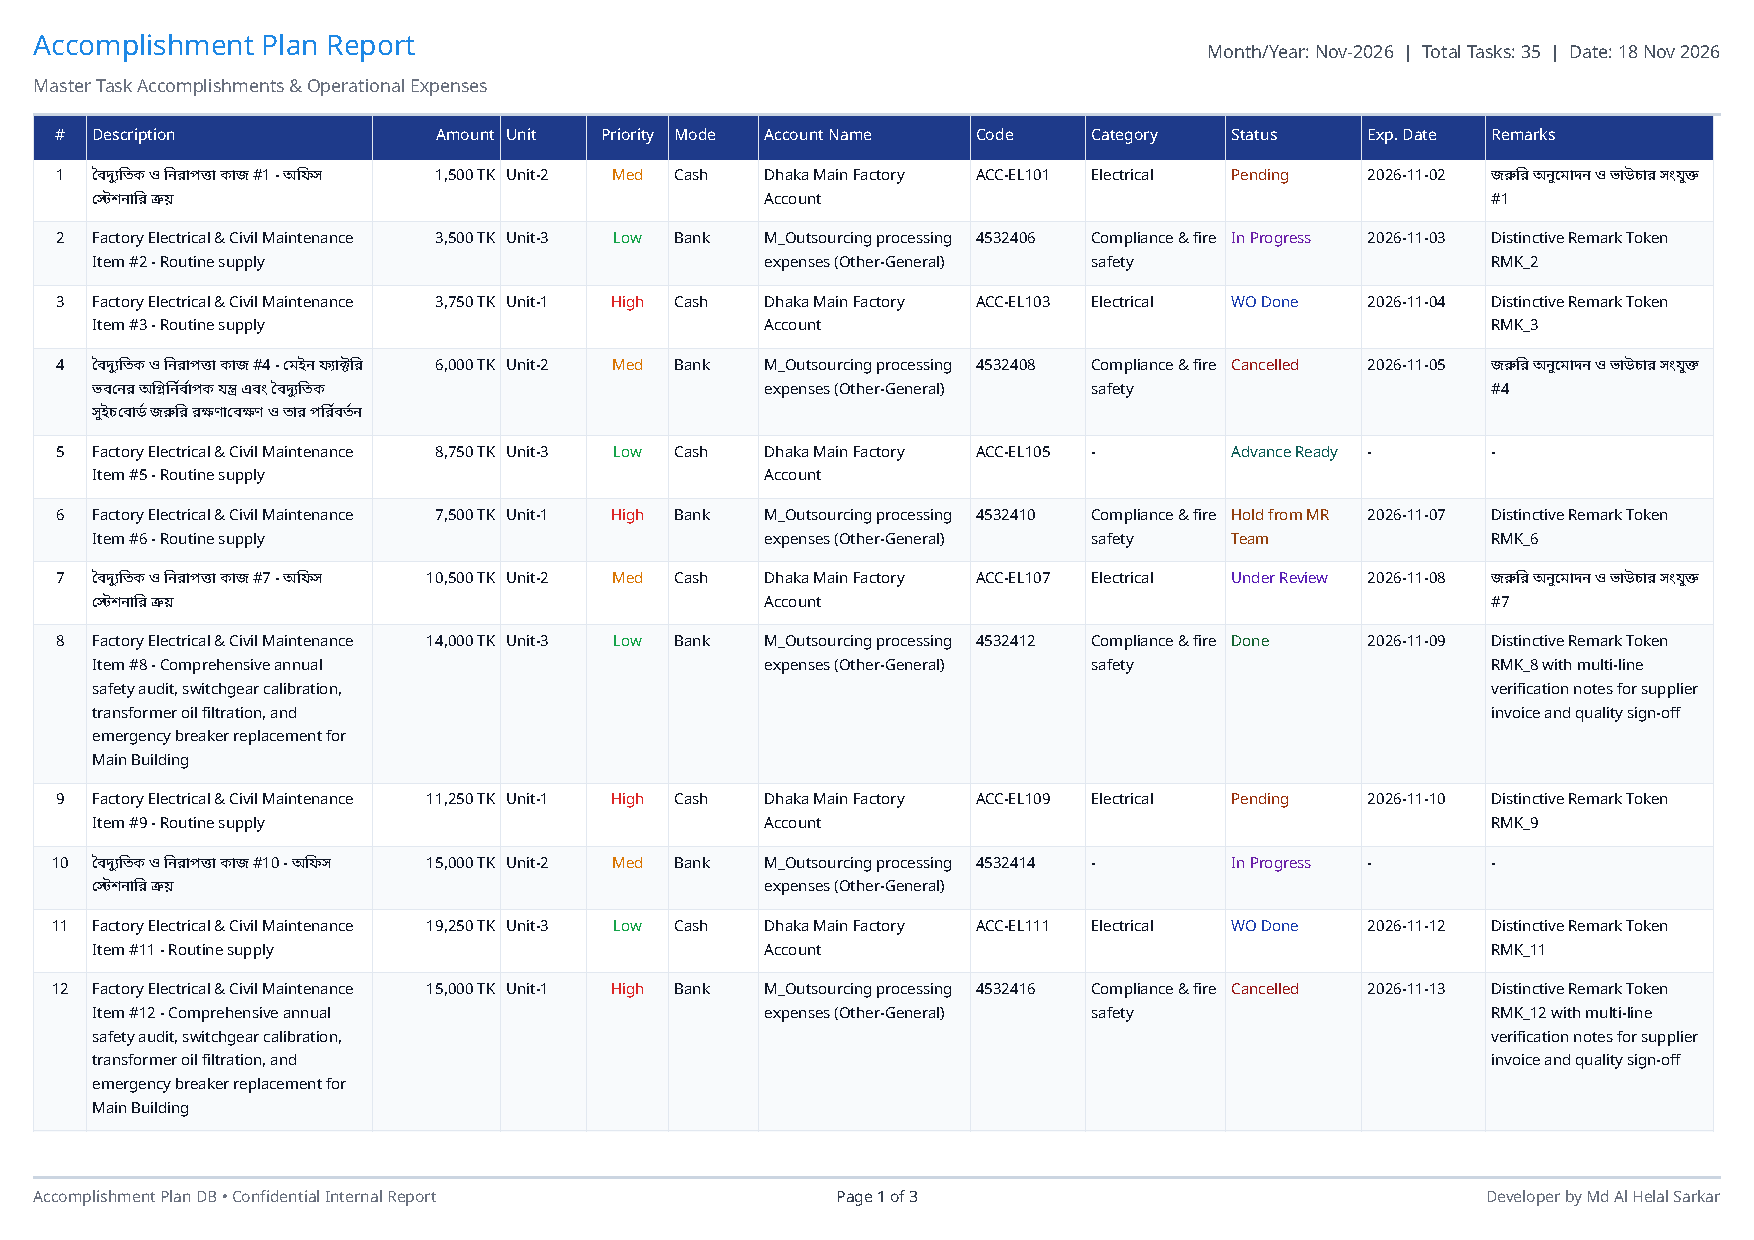 Accomplishment Plan Report
Month/Year: Nov-2026 | Total Tasks: 35 | Date: 18 Nov 2026
Master Task Accomplishments & Operational Expenses
# Description Amount Unit Priority Mode Account Name Code Category Status Exp. Date Remarks
1 বৈদ্যুতিক ও নিরাপত্তা কাজ #1 - অফিস 1,500 TK Unit-2 Med Cash Dhaka Main Factory ACC-EL101 Electrical Pending 2026-11-02 জরুরি অনুমোদন ও ভাউচার সংযুক্ত
স্টেশনারি ক্রয় Account #1
2 Factory Electrical & Civil Maintenance 3,500 TK Unit-3 Low Bank M_Outsourcing processing 4532406 Compliance & fire In Progress 2026-11-03 Distinctive Remark Token
Item #2 - Routine supply expenses (Other-General) safety RMK_2
3 Factory Electrical & Civil Maintenance 3,750 TK Unit-1 High Cash Dhaka Main Factory ACC-EL103 Electrical WO Done 2026-11-04 Distinctive Remark Token
Item #3 - Routine supply Account RMK_3
4 বৈদ্যুতিক ও নিরাপত্তা কাজ #4 - মেইন ফ্যাক্টরি 6,000 TK Unit-2 Med Bank M_Outsourcing processing 4532408 Compliance & fire Cancelled 2026-11-05 জরুরি অনুমোদন ও ভাউচার সংযুক্ত
ভবনের অগ্নিনির্বাপক যন্ত্র এবং বৈদ্যুতিক expenses (Other-General) safety #4
সুইচবোর্ড জরুরি রক্ষণাবেক্ষণ ও তার পরিবর্তন
5 Factory Electrical & Civil Maintenance 8,750 TK Unit-3 Low Cash Dhaka Main Factory ACC-EL105 - Advance Ready - -
Item #5 - Routine supply Account
6 Factory Electrical & Civil Maintenance 7,500 TK Unit-1 High Bank M_Outsourcing processing 4532410 Compliance & fire Hold from MR 2026-11-07 Distinctive Remark Token
Item #6 - Routine supply expenses (Other-General) safety Team RMK_6
7 বৈদ্যুতিক ও নিরাপত্তা কাজ #7 - অফিস 10,500 TK Unit-2 Med Cash Dhaka Main Factory ACC-EL107 Electrical Under Review 2026-11-08 জরুরি অনুমোদন ও ভাউচার সংযুক্ত
স্টেশনারি ক্রয় Account #7
8 Factory Electrical & Civil Maintenance 14,000 TK Unit-3 Low Bank M_Outsourcing processing 4532412 Compliance & fire Done 2026-11-09 Distinctive Remark Token
Item #8 - Comprehensive annual expenses (Other-General) safety RMK_8 with multi-line
safety audit, switchgear calibration, verification notes for supplier
transformer oil filtration, and invoice and quality sign-off
emergency breaker replacement for
Main Building
9 Factory Electrical & Civil Maintenance 11,250 TK Unit-1 High Cash Dhaka Main Factory ACC-EL109 Electrical Pending 2026-11-10 Distinctive Remark Token
Item #9 - Routine supply Account RMK_9
10 বৈদ্যুতিক ও নিরাপত্তা কাজ #10 - অফিস 15,000 TK Unit-2 Med Bank M_Outsourcing processing 4532414 - In Progress - -
স্টেশনারি ক্রয় expenses (Other-General)
11 Factory Electrical & Civil Maintenance 19,250 TK Unit-3 Low Cash Dhaka Main Factory ACC-EL111 Electrical WO Done 2026-11-12 Distinctive Remark Token
Item #11 - Routine supply Account RMK_11
12 Factory Electrical & Civil Maintenance 15,000 TK Unit-1 High Bank M_Outsourcing processing 4532416 Compliance & fire Cancelled 2026-11-13 Distinctive Remark Token
Item #12 - Comprehensive annual expenses (Other-General) safety RMK_12 with multi-line
safety audit, switchgear calibration, verification notes for supplier
transformer oil filtration, and invoice and quality sign-off
emergency breaker replacement for
Main Building
Accomplishment Plan DB • Confidential Internal Report Page 1 of 3 Developer by Md Al Helal Sarkar